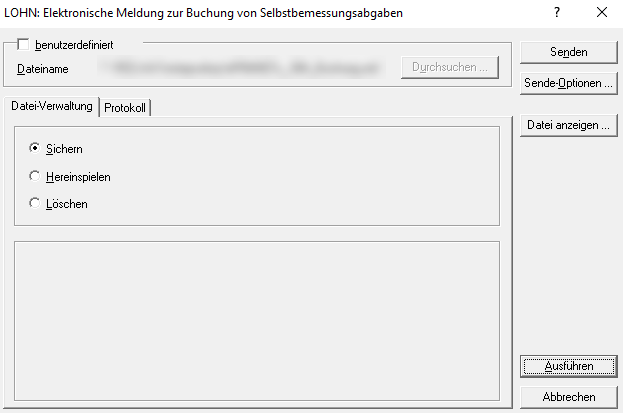 LOHN: Elektronische Meldung zur Buchung von Selbstbemessungsabgaben
?
benutzerdefiniert
Dateiname
Durchsuchen ...
Senden
Sende-Optionen ...
Datei anzeigen ...
Datei-Verwaltung
Protokoll
Sichern
Hereinspielen
Löschen
Ausführen
Abbrechen